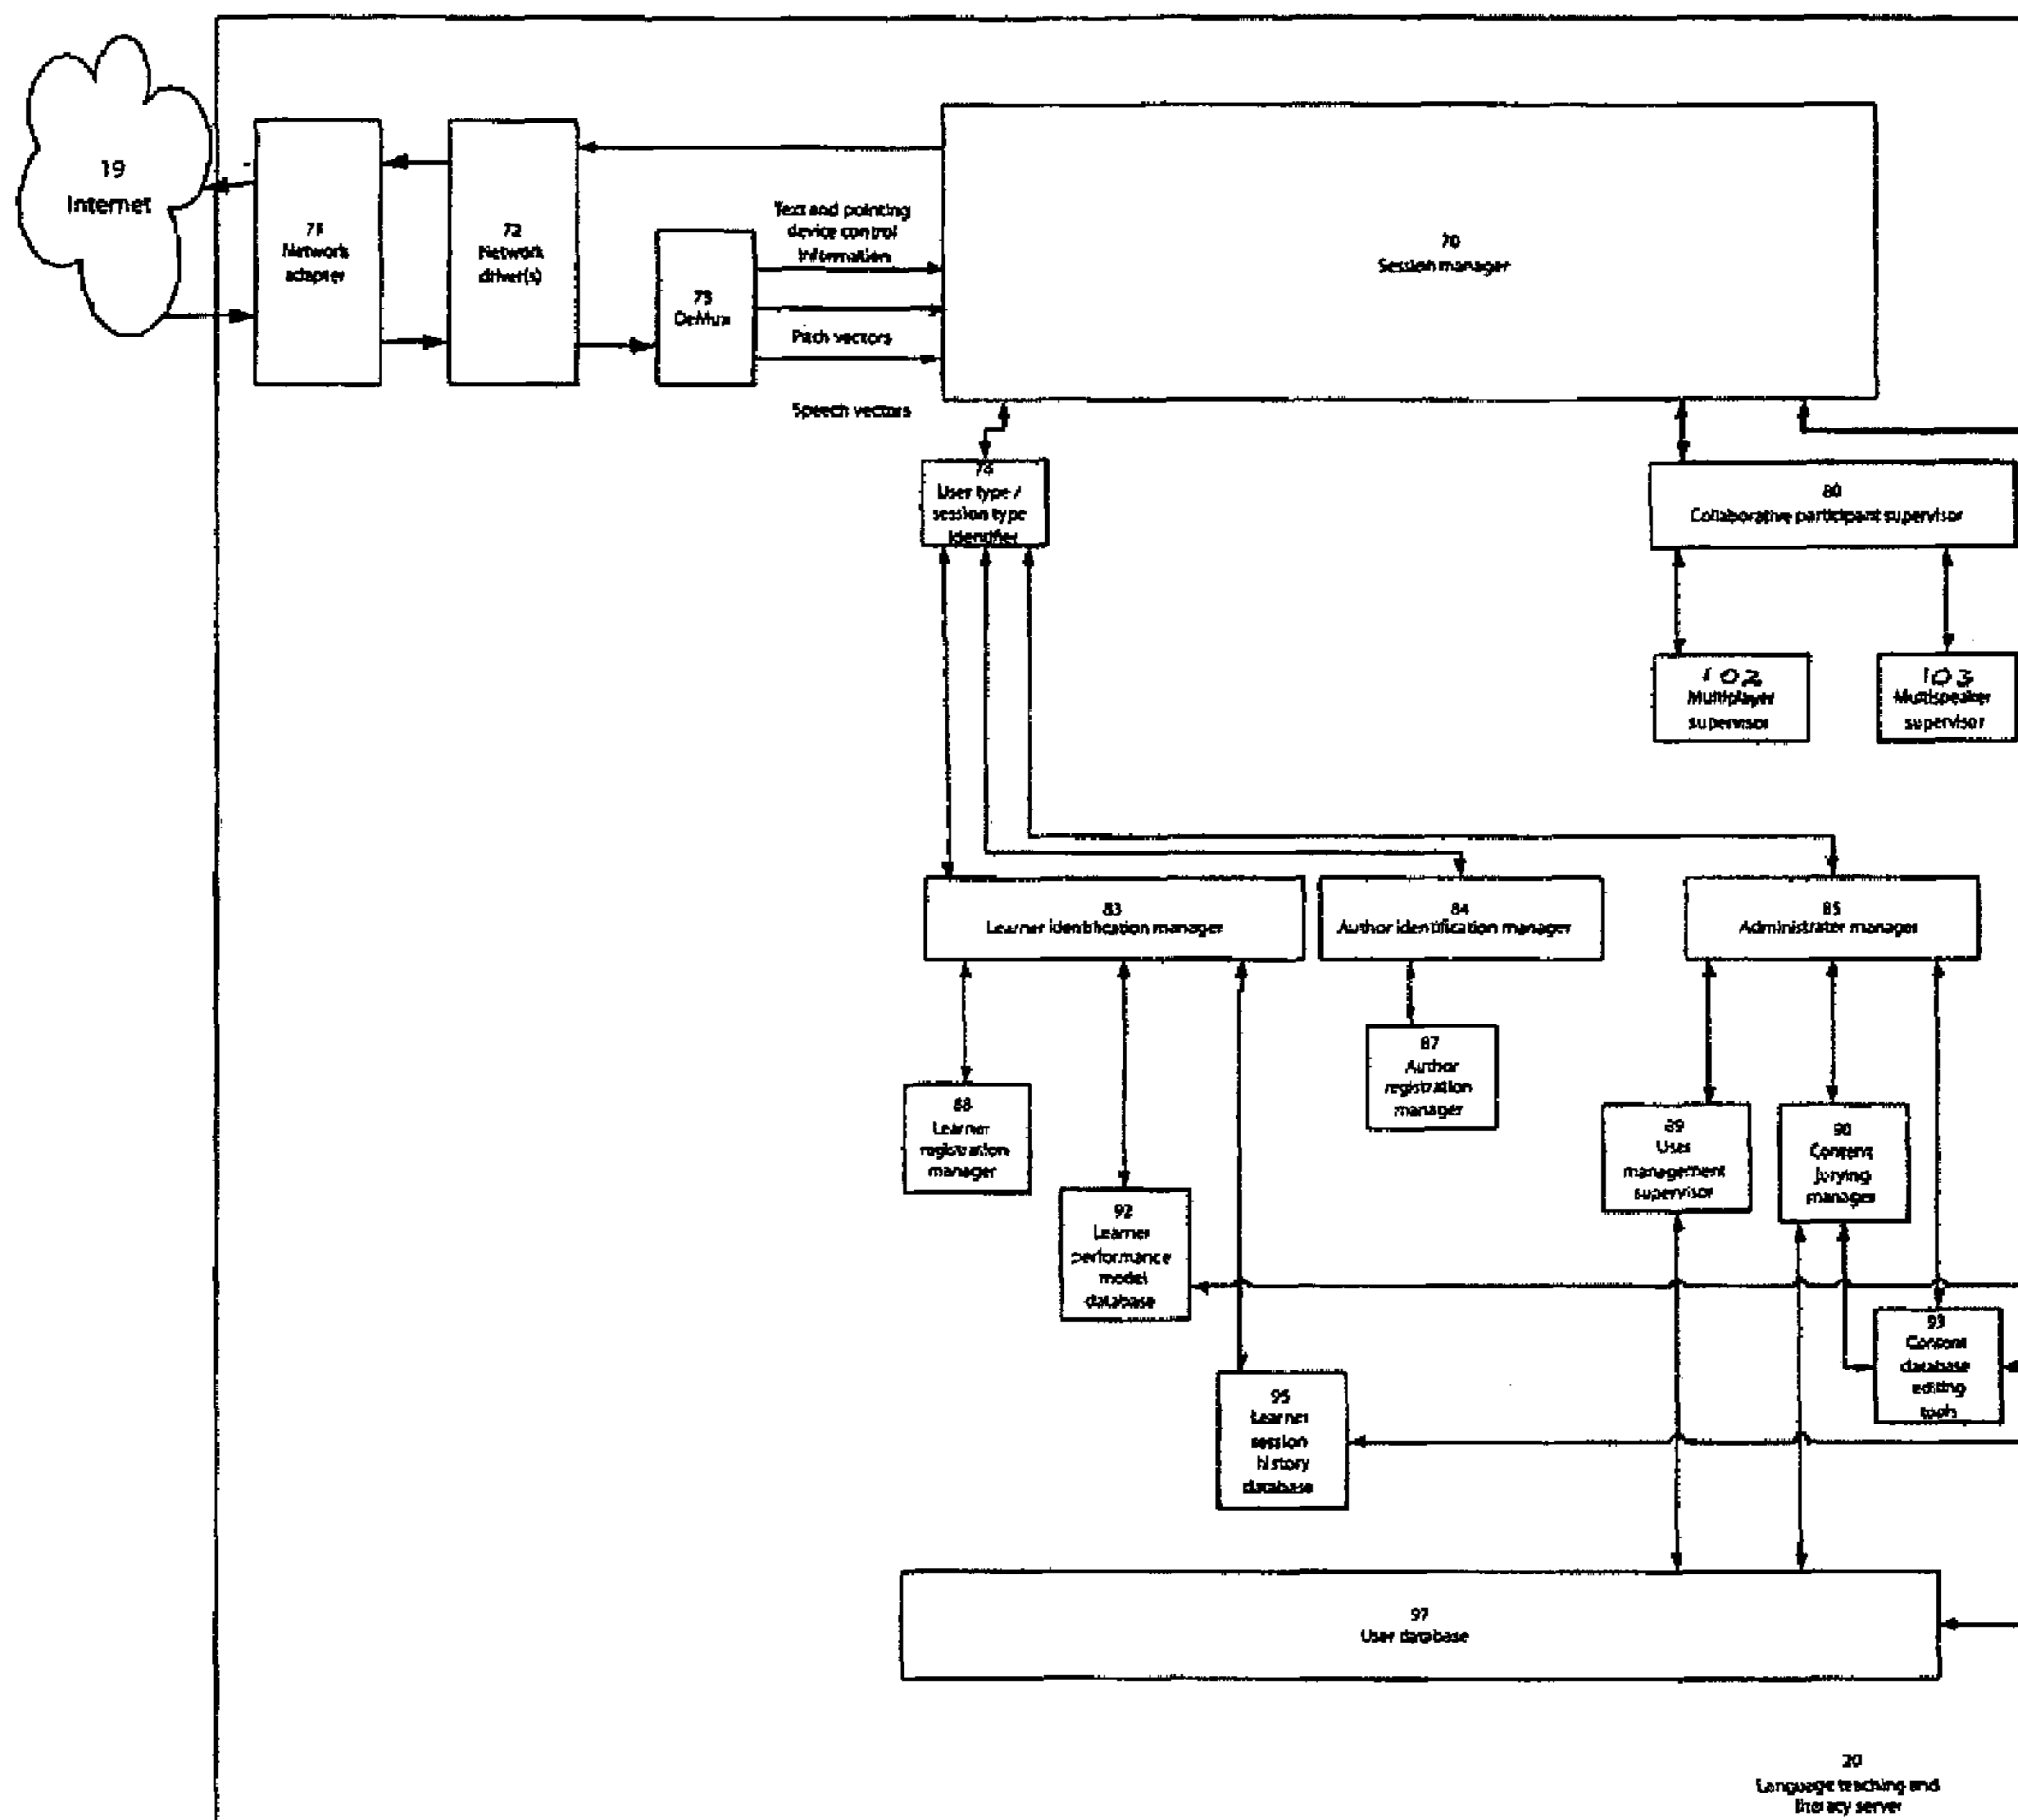 19
Internet
71
Network
adapter
72
Network
driver(s)
73
DeMux
Text and pointing
device control
information
Pitch vectors
Speech vectors
70
Session manager
User type /
session type
identifier
80
Collaborative participant supervisor
102
Multiplayer
supervisor
103
Multispeaker
supervisor
83
Learner identification manager
84
Author identification manager
85
Administrater manager
87
Author
registration
manager
88
Learner
registration
manager
89
User
management
supervisor
90
Content
jurying
manager
92
Learner
performance
model
database
93
Content
database
editing
tools
95
Learner
session
history
database
97
User database
20
Language teaching and
literacy server